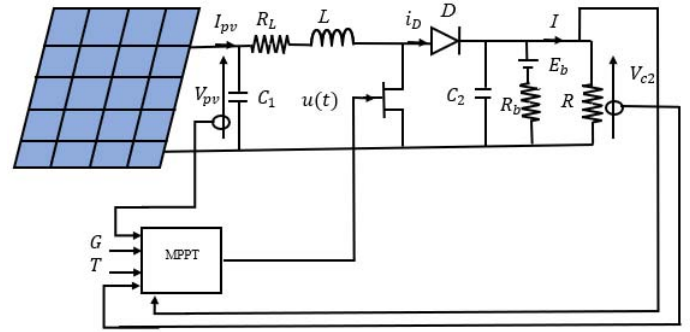 I_pv
R_L
L
i_D
D
I
V_pv
C_1
u(t)
C_2
E_b
R_b
R
V_c2
G
T
MPPT